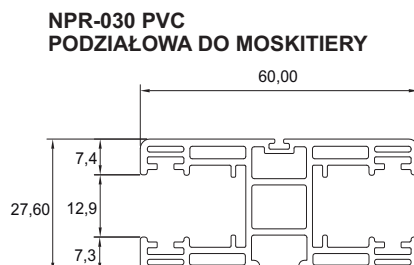 NPR-030 PVC
PODZIAŁOWA DO MOSKITIERY
60,00
7,4
27,60
12,9
7,3